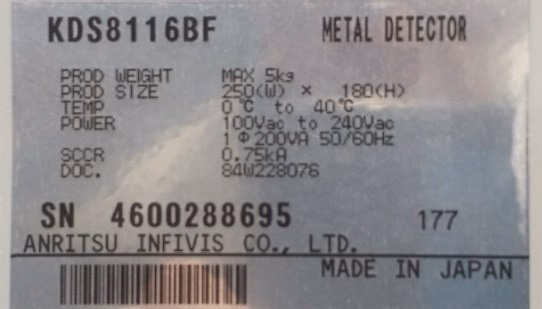 KDS8116BF METAL DETECTOR
PROD WEIGHT MAX 5kg
PROD SIZE 250(W) × 180(H)
TEMP 0℃ to 40℃
POWER 100Vac to 240Vac
1Φ200VA 50/60Hz
SCCR 0.75kA
DOC. 84W228076
SN 4600288695 177
ANRITSU INFIVIS CO., LTD.
MADE IN JAPAN